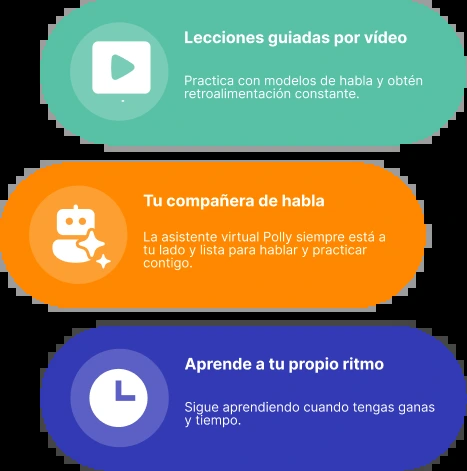 Lecciones guiadas por vídeo
Practica con modelos de habla y obtén
retroalimentación constante.
Tu compañera de habla
La asistente virtual Polly siempre está a
tu lado y lista para hablar y practicar
contigo.
Aprende a tu propio ritmo
Sigue aprendiendo cuando tengas ganas
y tiempo.